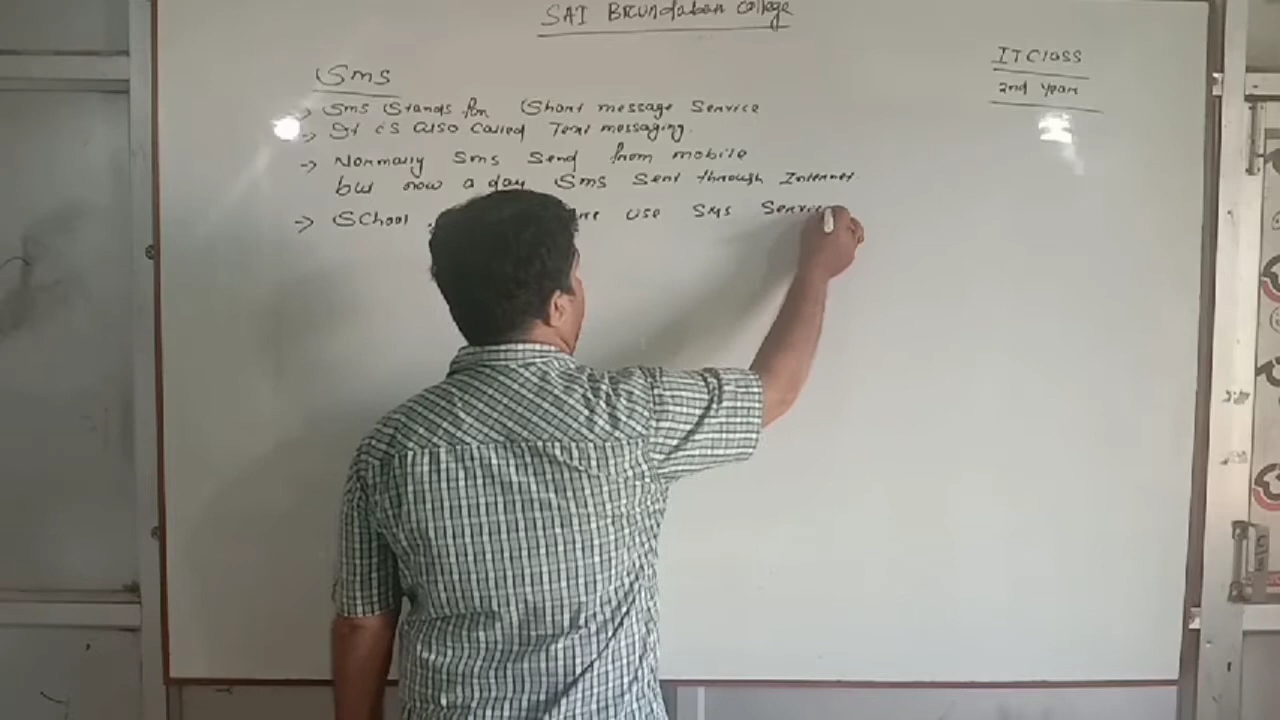 SAI Brundaban College
IT Class
2nd Year
Sms
→ Sms Stands for Short message Service
→ It is also Called Text messaging.
→ Normally Sms Send from mobile
but now a day Sms Sent through Internet.
→ School use SMS Service